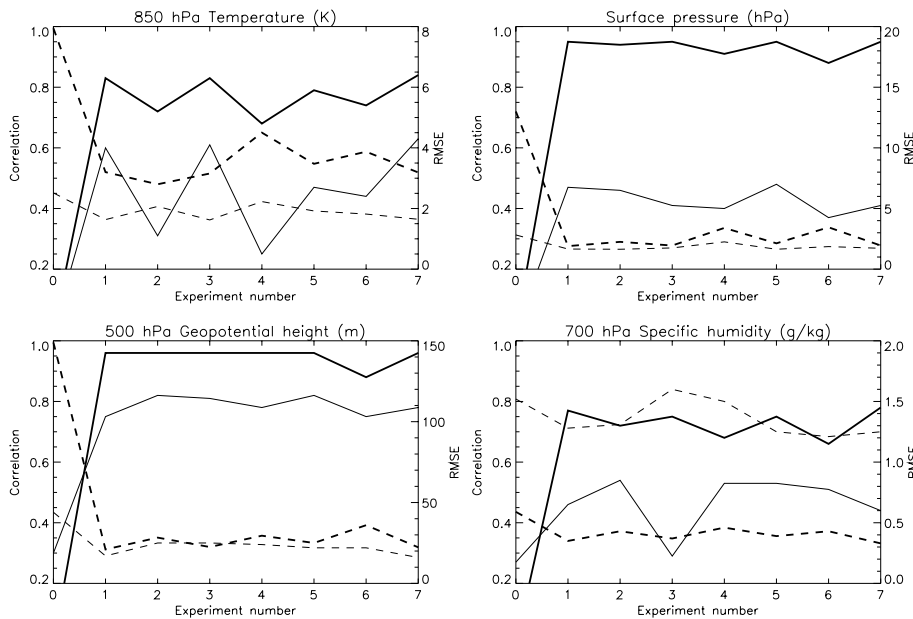 850 hPa Temperature (K)
1.0
0.8
0.6
0.4
0.2
Correlation
8
6
4
2
0
RMSE
0 1 2 3 4 5 6 7
Experiment number
Surface pressure (hPa)
1.0
0.8
0.6
0.4
0.2
Correlation
20
15
10
5
0
RMSE
0 1 2 3 4 5 6 7
Experiment number
500 hPa Geopotential height (m)
1.0
0.8
0.6
0.4
0.2
Correlation
150
100
50
0
RMSE
0 1 2 3 4 5 6 7
Experiment number
700 hPa Specific humidity (g/kg)
1.0
0.8
0.6
0.4
0.2
Correlation
2.0
1.5
1.0
0.5
0.0
RMSE
0 1 2 3 4 5 6 7
Experiment number